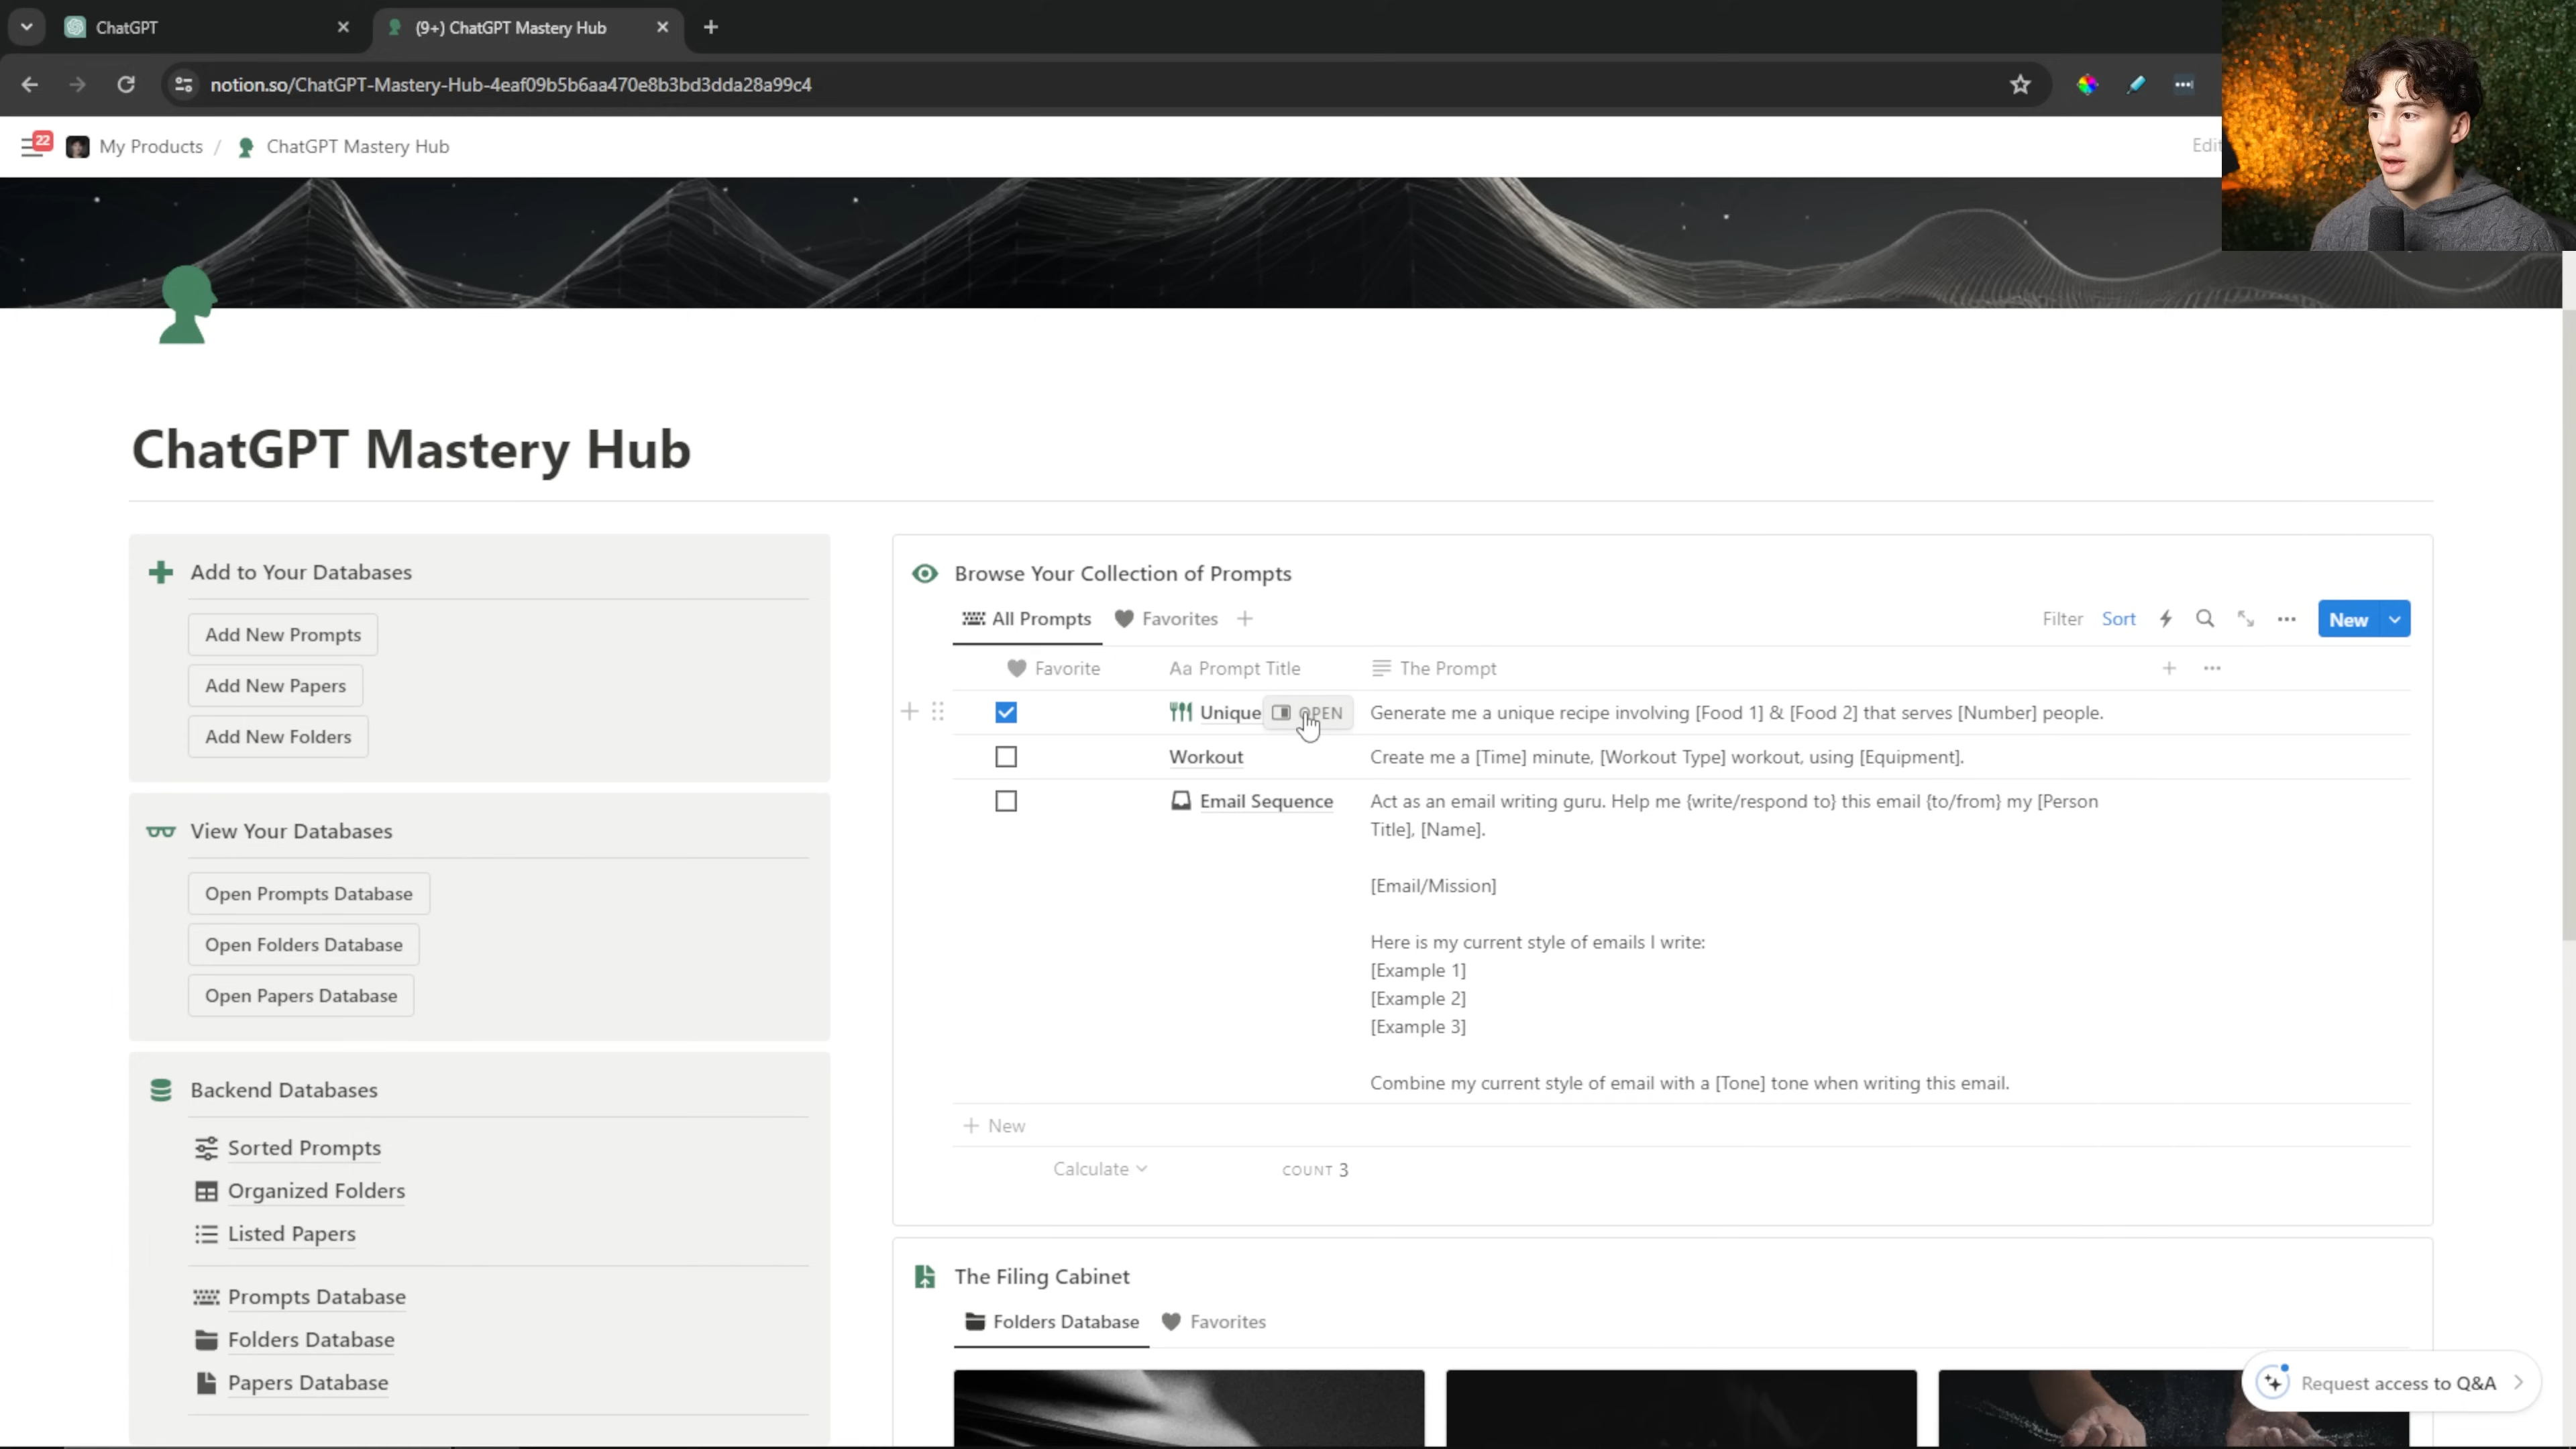 ChatGPT
(9+) ChatGPT Mastery Hub
notion.so/ChatGPT-Mastery-Hub-4eaf09b5b6aa470e8b3bd3dda28a99c4
22
My Products / ChatGPT Mastery Hub
Edit
ChatGPT Mastery Hub
Add to Your Databases
Add New Prompts
Add New Papers
Add New Folders
View Your Databases
Open Prompts Database
Open Folders Database
Open Papers Database
Backend Databases
Sorted Prompts
Organized Folders
Listed Papers
Prompts Database
Folders Database
Papers Database
Browse Your Collection of Prompts
All Prompts Favorites
Filter Sort New
Favorite Aa Prompt Title The Prompt
Unique OPEN Generate me a unique recipe involving [Food 1] & [Food 2] that serves [Number] people.
Workout Create me a [Time] minute, [Workout Type] workout, using [Equipment].
Email Sequence Act as an email writing guru. Help me {write/respond to} this email {to/from} my [Person
Title], [Name].
[Email/Mission]
Here is my current style of emails I write:
[Example 1]
[Example 2]
[Example 3]
Combine my current style of email with a [Tone] tone when writing this email.
+ New
Calculate COUNT 3
The Filing Cabinet
Folders Database Favorites
Request access to Q&A